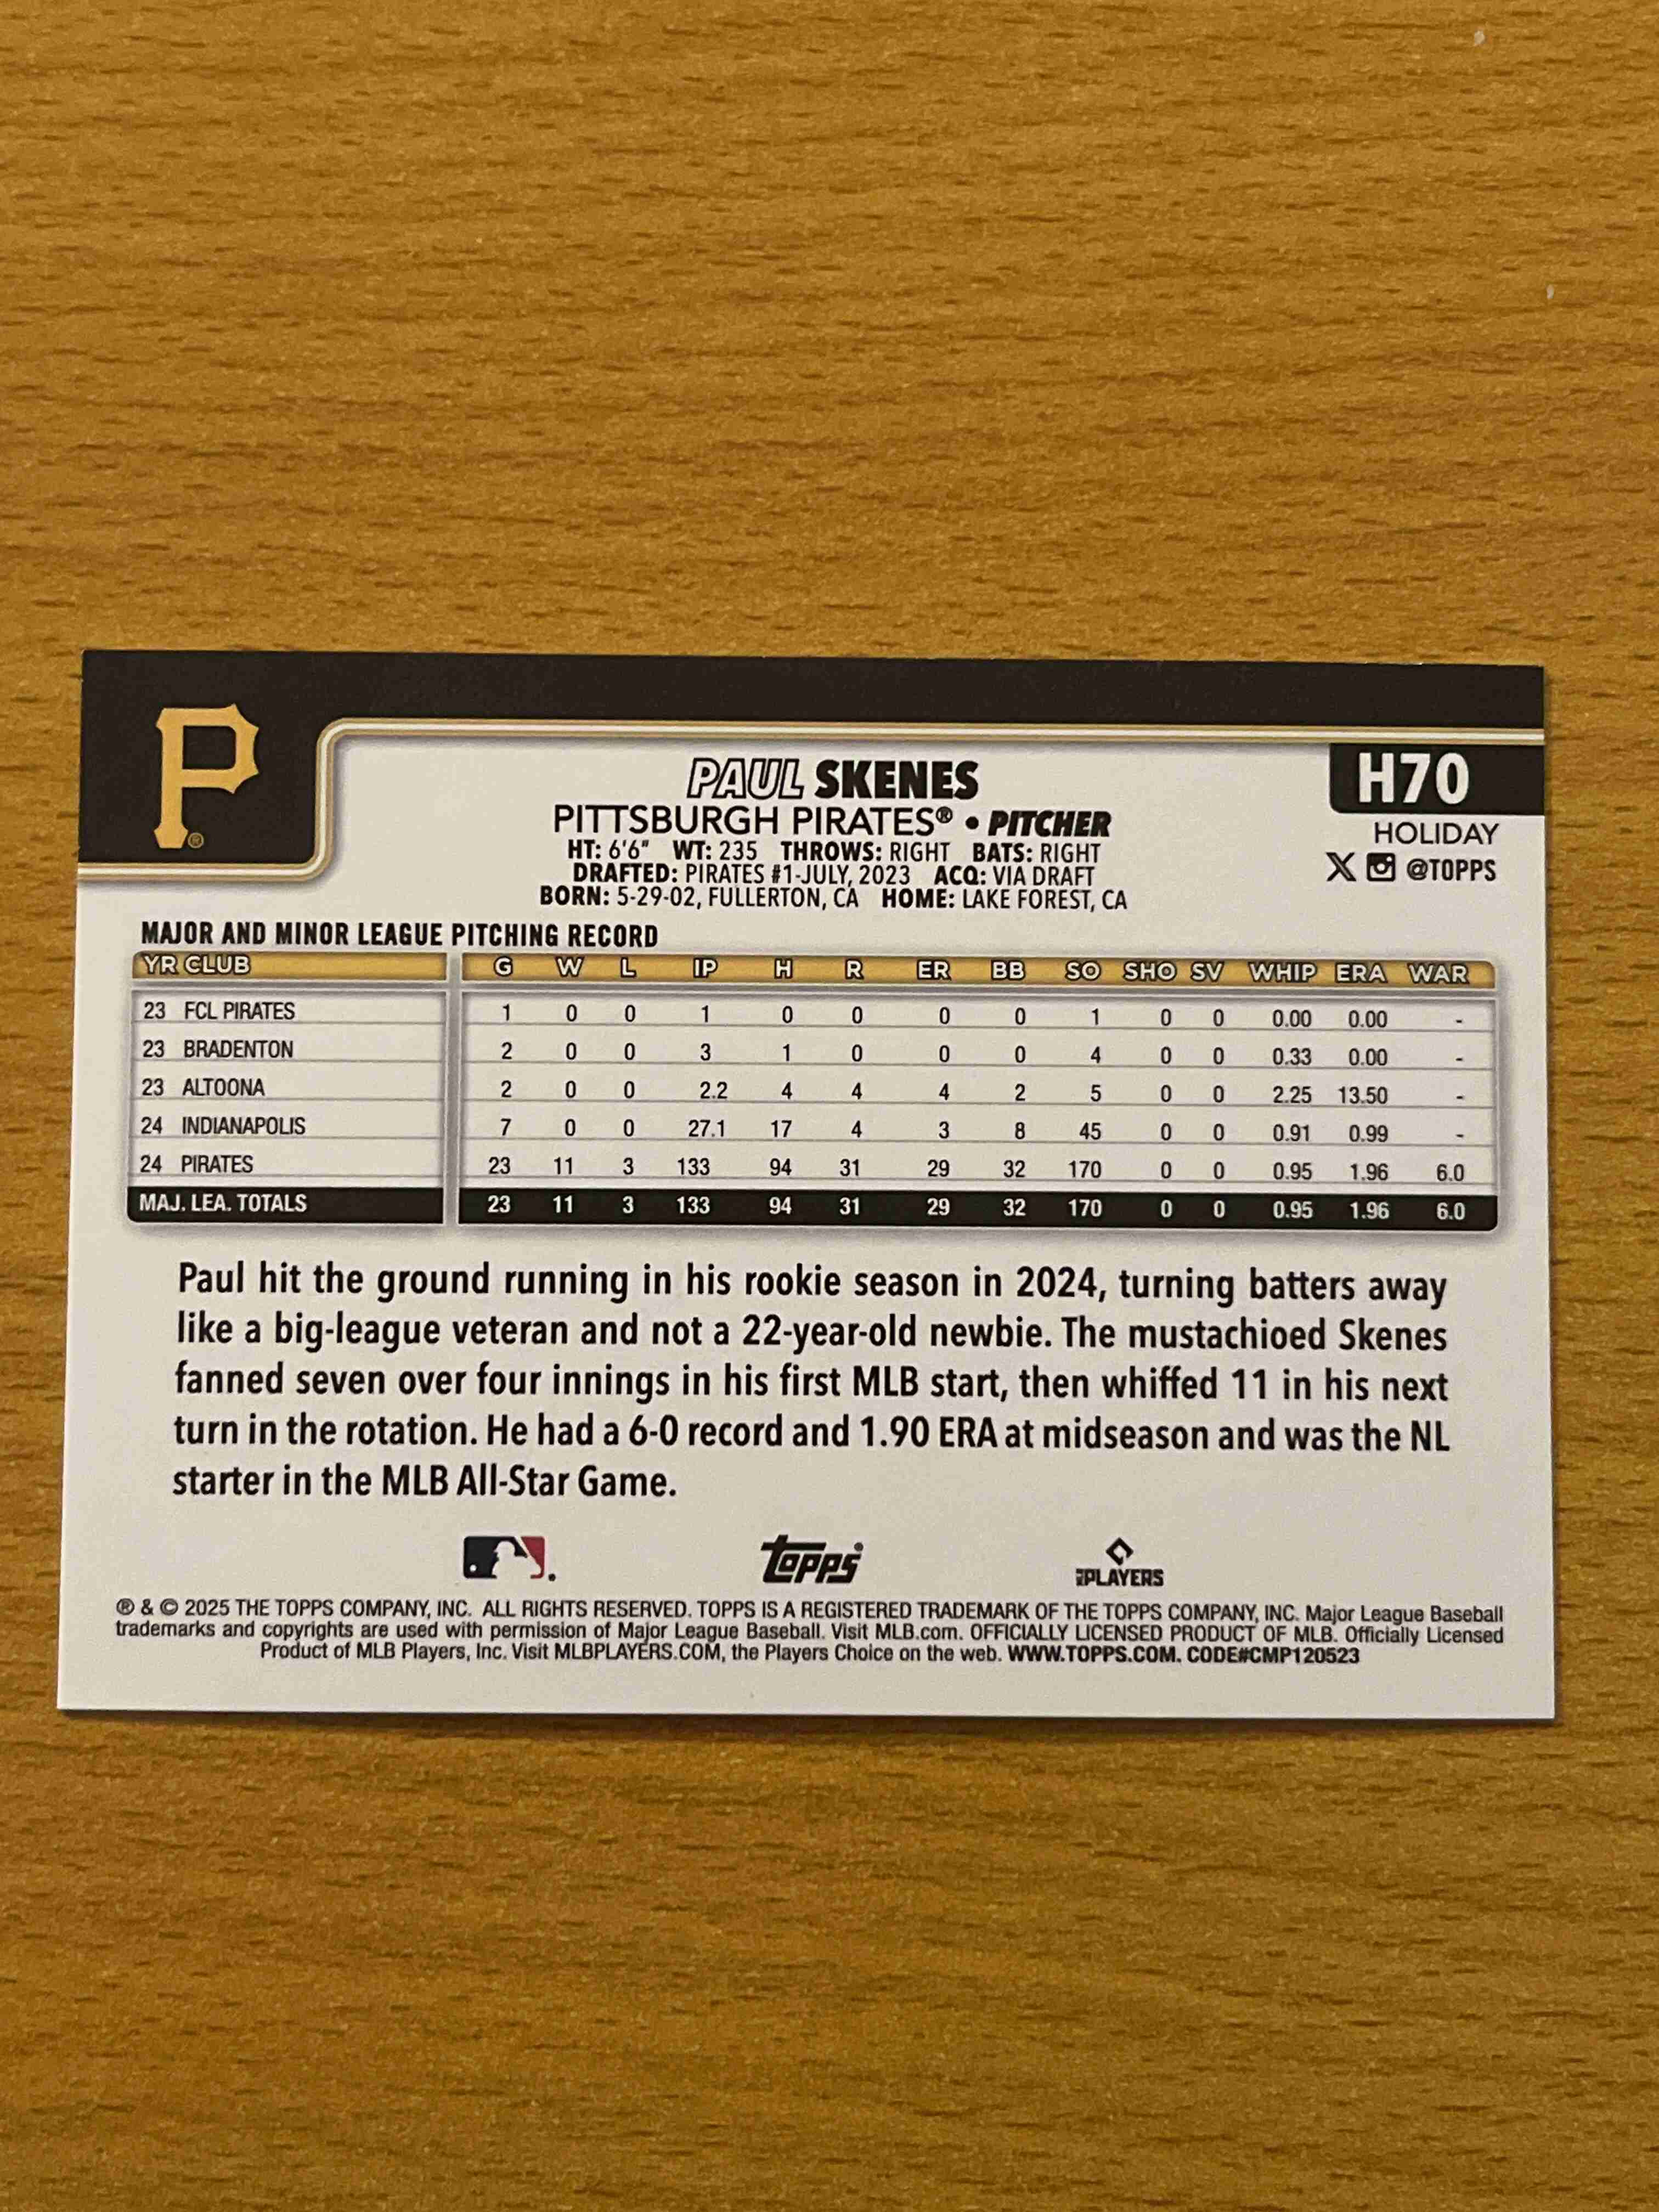 P®
PAUL SKENES
PITTSBURGH PIRATES® • PITCHER
HT: 6'6" WT: 235 THROWS: RIGHT BATS: RIGHT
DRAFTED: PIRATES #1-JULY, 2023 ACQ: VIA DRAFT
BORN: 5-29-02, FULLERTON, CA HOME: LAKE FOREST, CA
H70
HOLIDAY
X @TOPPS
MAJOR AND MINOR LEAGUE PITCHING RECORD
YR CLUB G W L IP H R ER BB SO SHO SV WHIP ERA WAR
23 FCL PIRATES 1 0 0 1 0 0 0 0 1 0 0 0.00 0.00 -
23 BRADENTON 2 0 0 3 1 0 0 0 4 0 0 0.33 0.00 -
23 ALTOONA 2 0 0 2.2 4 4 4 2 5 0 0 2.25 13.50 -
24 INDIANAPOLIS 7 0 0 27.1 17 4 3 8 45 0 0 0.91 0.99 -
24 PIRATES 23 11 3 133 94 31 29 32 170 0 0 0.95 1.96 6.0
MAJ. LEA. TOTALS 23 11 3 133 94 31 29 32 170 0 0 0.95 1.96 6.0
Paul hit the ground running in his rookie season in 2024, turning batters away
like a big-league veteran and not a 22-year-old newbie. The mustachioed Skenes
fanned seven over four innings in his first MLB start, then whiffed 11 in his next
turn in the rotation. He had a 6-0 record and 1.90 ERA at midseason and was the NL
starter in the MLB All-Star Game.
topps
PLAYERS
® & © 2025 THE TOPPS COMPANY, INC. ALL RIGHTS RESERVED. TOPPS IS A REGISTERED TRADEMARK OF THE TOPPS COMPANY, INC. Major League Baseball
trademarks and copyrights are used with permission of Major League Baseball. Visit MLB.com. OFFICIALLY LICENSED PRODUCT OF MLB. Officially Licensed
Product of MLB Players, Inc. Visit MLBPLAYERS.COM, the Players Choice on the web. WWW.TOPPS.COM. CODE#CMP120523